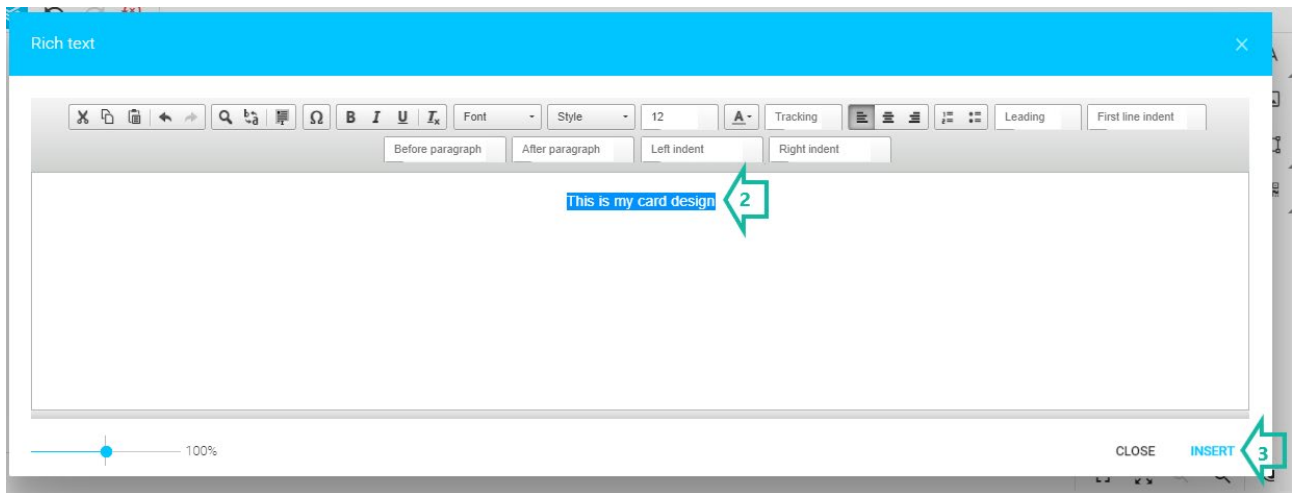 {x}
Rich text
Ω B I U Ix Font Style 12 A Tracking Leading First line indent
Before paragraph After paragraph Left indent Right indent
This is my card design 2
100% CLOSE INSERT 3